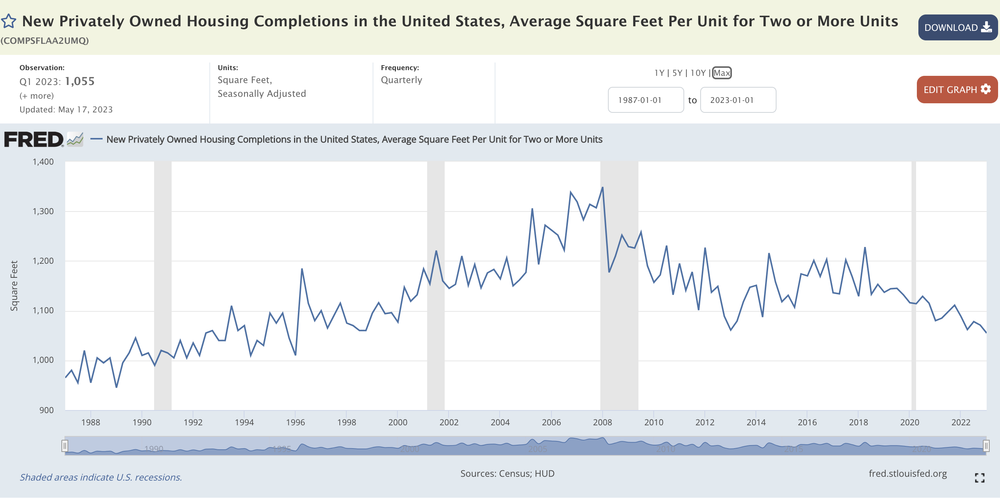 New Privately Owned Housing Completions in the United States, Average Square Feet Per Unit for Two or More Units
(COMPSFLAA2UMQ)
DOWNLOAD
Observation:
Q1 2023: 1,055
(+ more)
Updated: May 17, 2023
Units:
Square Feet,
Seasonally Adjusted
Frequency:
Quarterly
1Y | 5Y | 10Y | Max
1987-01-01 to 2023-01-01
EDIT GRAPH
FRED®
New Privately Owned Housing Completions in the United States, Average Square Feet Per Unit for Two or More Units
Square Feet
1,400
1,300
1,200
1,100
1,000
900
1988 1990 1992 1994 1996 1998 2000 2002 2004 2006 2008 2010 2012 2014 2016 2018 2020 2022
1990 1995 2000 2005 2010 2015 2020
Shaded areas indicate U.S. recessions.
Sources: Census; HUD
fred.stlouisfed.org